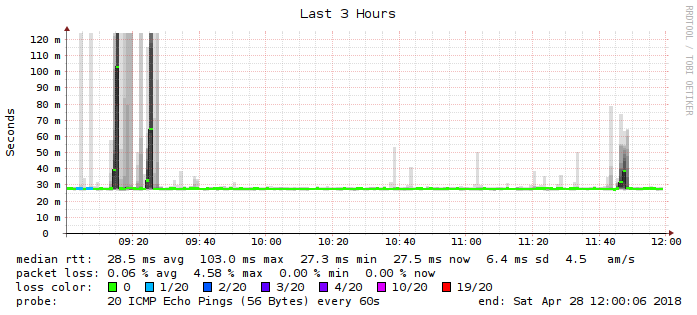 Last 3 Hours
RRDTOOL / TOBI OETIKER
Seconds
120 m
110 m
100 m
90 m
80 m
70 m
60 m
50 m
40 m
30 m
20 m
10 m
0
09:20 09:40 10:00 10:20 10:40 11:00 11:20 11:40 12:00
median rtt: 28.5 ms avg 103.0 ms max 27.3 ms min 27.5 ms now 6.4 ms sd 4.5 am/s
packet loss: 0.06 % avg 4.58 % max 0.00 % min 0.00 % now
loss color: 0 1/20 2/20 3/20 4/20 10/20 19/20
probe: 20 ICMP Echo Pings (56 Bytes) every 60s end: Sat Apr 28 12:00:06 2018